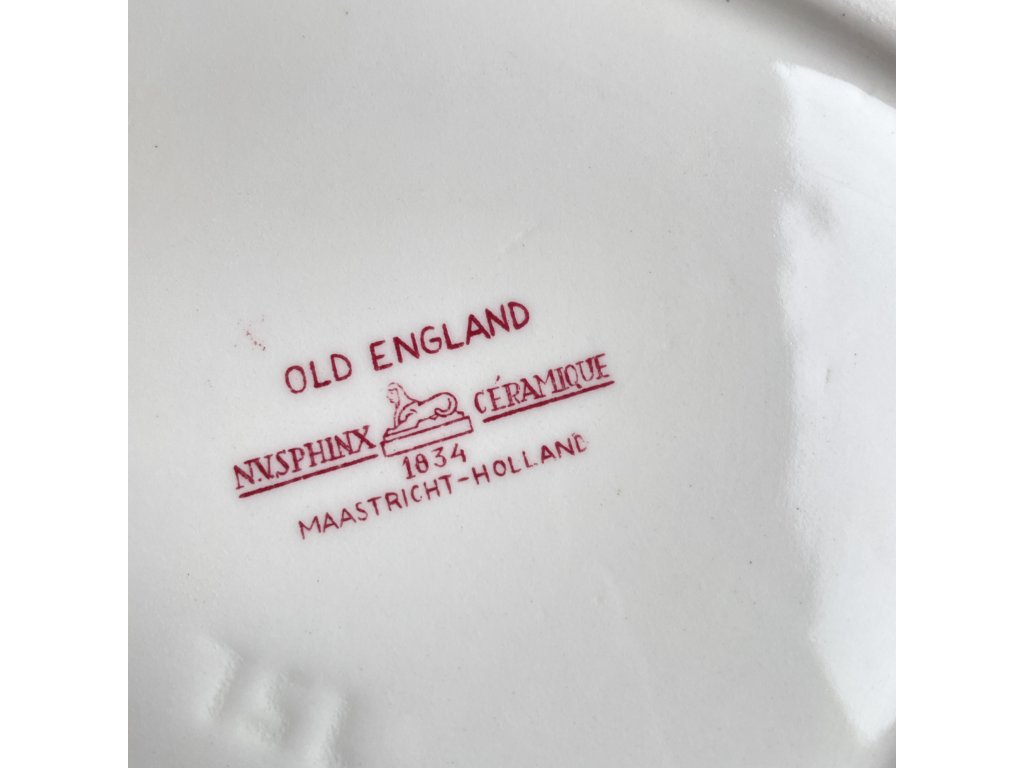 OLD ENGLAND
N.V.SPHINX CÉRAMIQUE
1834
MAASTRICHT-HOLLAND